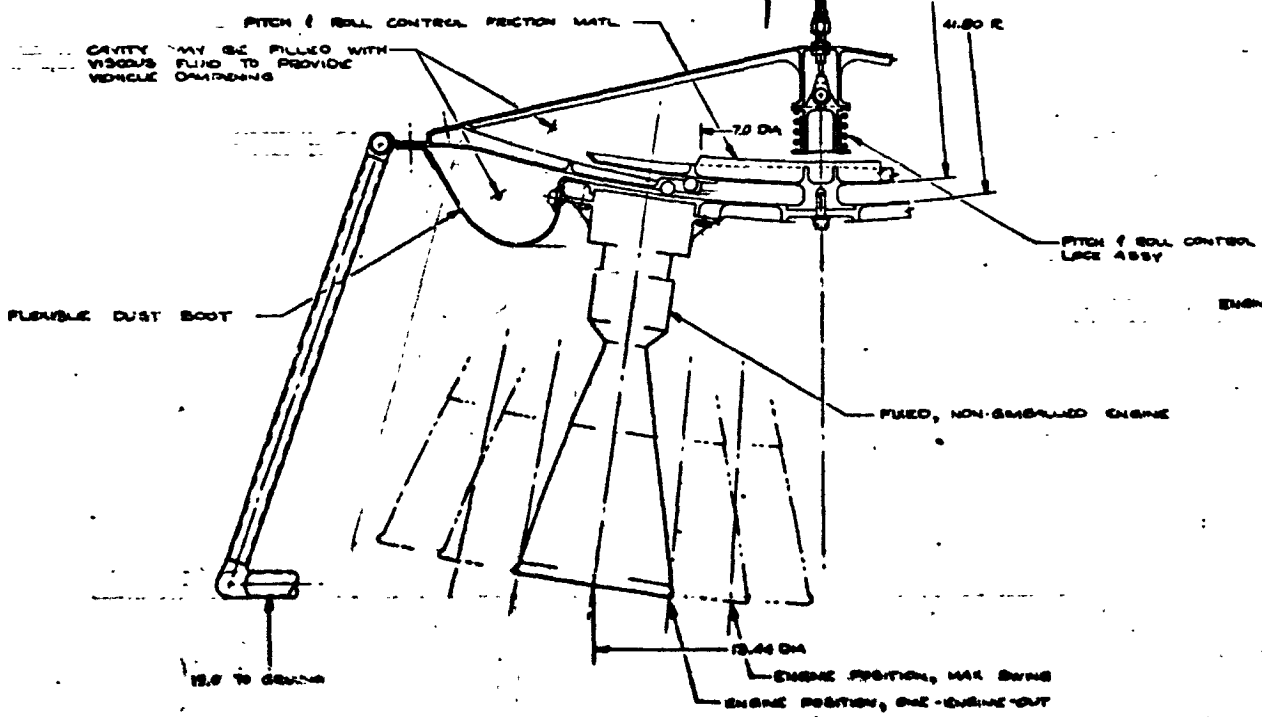 PITCH & ROLL CONTROL FRICTION MATL
41.80 R
CAVITY MAY BE FILLED WITH
VISCOUS FLUID TO PROVIDE
VEHICLE DAMPENING
7.0 DIA
PITCH & ROLL CONTROL
LOCK ASSY
ENGIN
FLEXIBLE DUST BOOT
FIXED, NON-GIMBALLED ENGINE
DIA
TO GROUND
ENGINE POSITION, MAX SWING
ENGINE POSITION, ONE-ENGINE-OUT